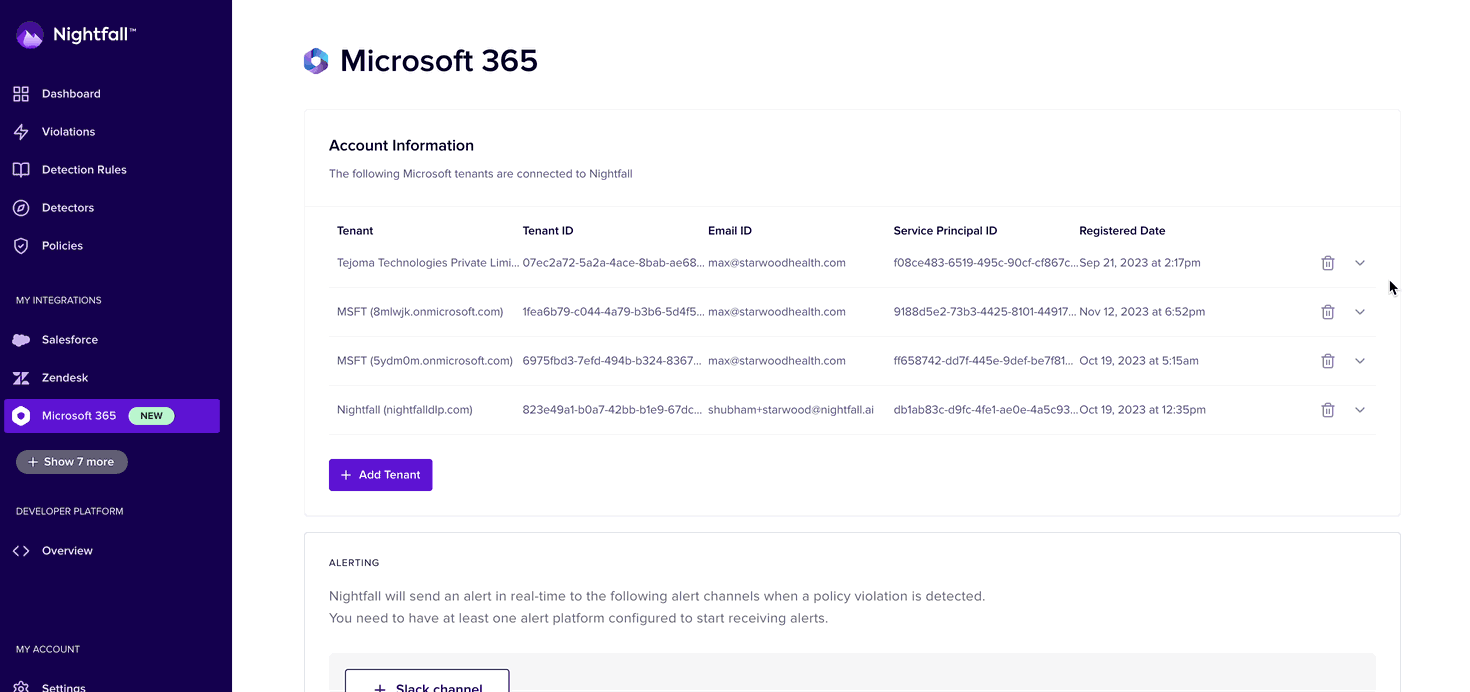 Nightfall™
Dashboard
Violations
Detection Rules
Detectors
Policies
MY INTEGRATIONS
Salesforce
Zendesk
Microsoft 365 NEW
+ Show 7 more
DEVELOPER PLATFORM
Overview
MY ACCOUNT
Settings
Microsoft 365
Account Information
The following Microsoft tenants are connected to Nightfall
Tenant Tenant ID Email ID Service Principal ID Registered Date
Tejoma Technologies Private Limi... 07ec2a72-5a2a-4ace-8bab-ae68... max@starwoodhealth.com f08ce483-6519-495c-90cf-cf867c... Sep 21, 2023 at 2:17pm
MSFT (8mlwjk.onmicrosoft.com) 1fea6b79-c044-4a79-b3b6-5d4f5... max@starwoodhealth.com 9188d5e2-73b3-4425-8101-44917... Nov 12, 2023 at 6:52pm
MSFT (5ydm0m.onmicrosoft.com) 6975fbd3-7efd-494b-b324-8367... max@starwoodhealth.com ff658742-dd7f-445e-9def-be7f81... Oct 19, 2023 at 5:15am
Nightfall (nightfalldlp.com) 823e49a1-b0a7-42bb-b1e9-67dc... shubham+starwood@nightfall.ai db1ab83c-d9fc-4fe1-ae0e-4a5c93... Oct 19, 2023 at 12:35pm
+ Add Tenant
ALERTING
Nightfall will send an alert in real-time to the following alert channels when a policy violation is detected.
You need to have at least one alert platform configured to start receiving alerts.
+ Slack channel